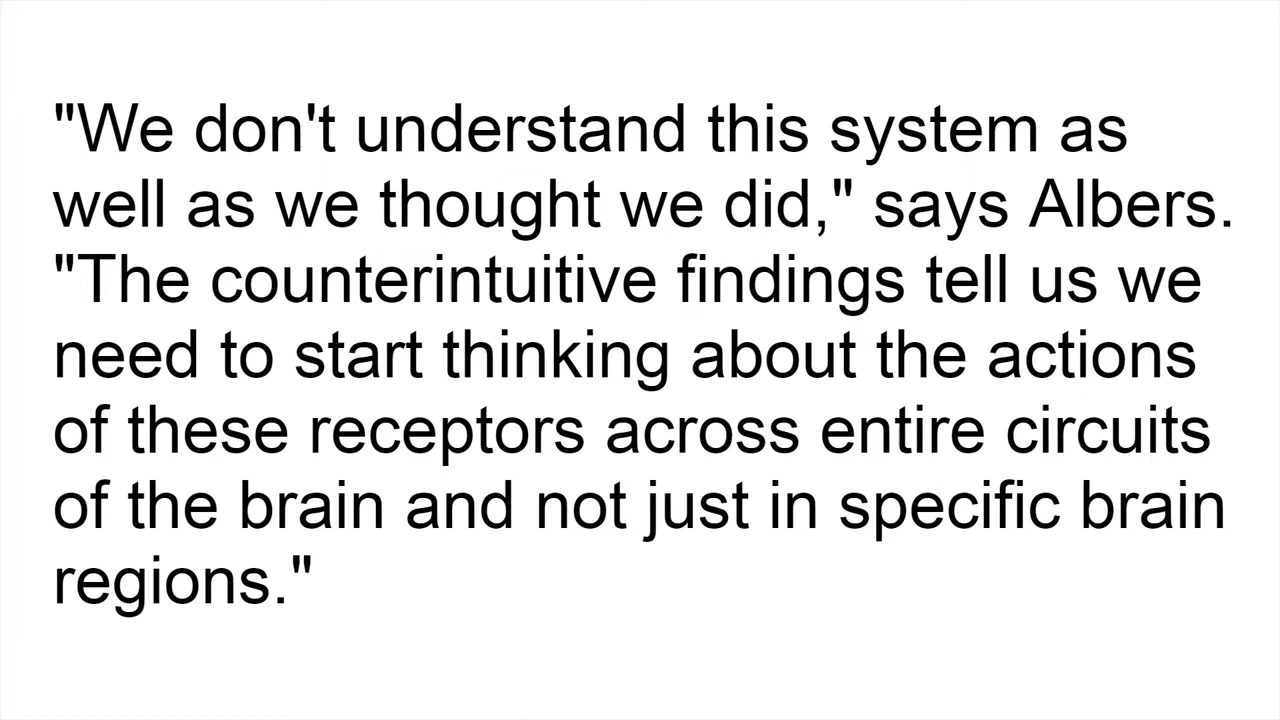 "We don't understand this system as
well as we thought we did," says Albers.
"The counterintuitive findings tell us we
need to start thinking about the actions
of these receptors across entire circuits
of the brain and not just in specific brain
regions."